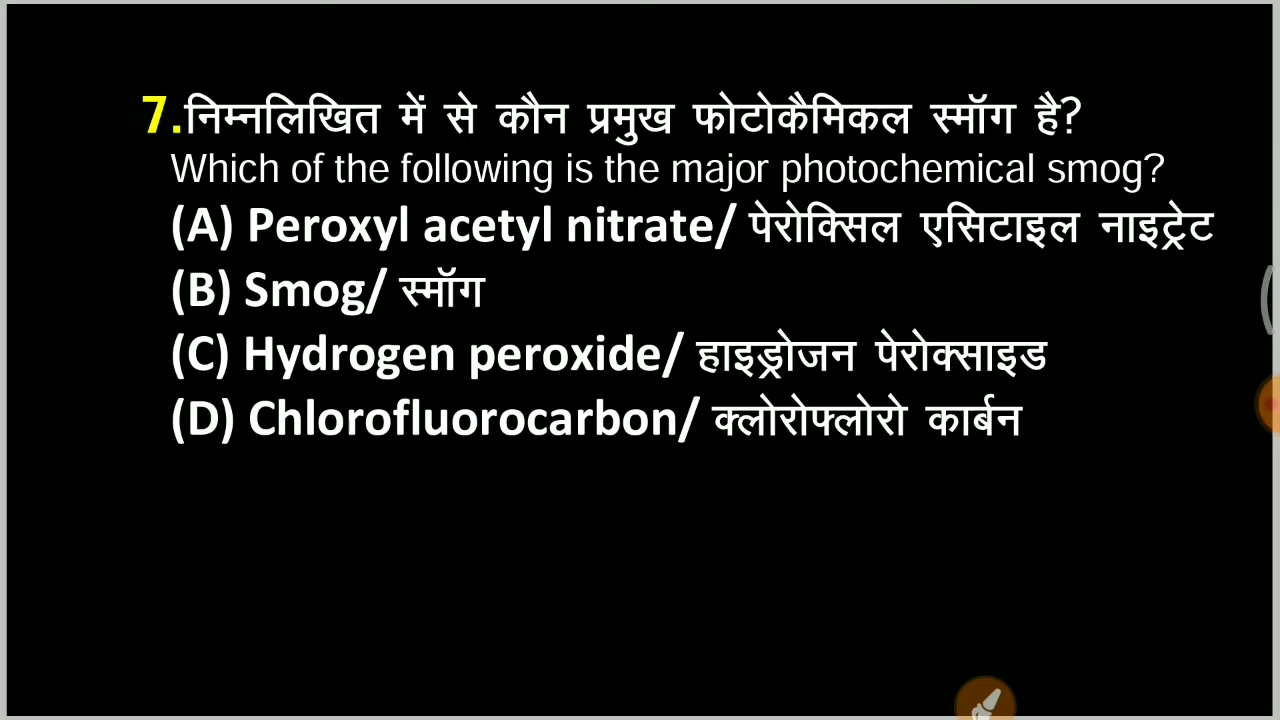 7.निम्नलिखित में से कौन प्रमुख फोटोकैमिकल स्मॉग है?
Which of the following is the major photochemical smog?
(A) Peroxyl acetyl nitrate/ पेरोक्सिल एसिटाइल नाइट्रेट
(B) Smog/ स्मॉग
(C) Hydrogen peroxide/ हाइड्रोजन पेरोक्साइड
(D) Chlorofluorocarbon/ क्लोरोफ्लोरो कार्बन